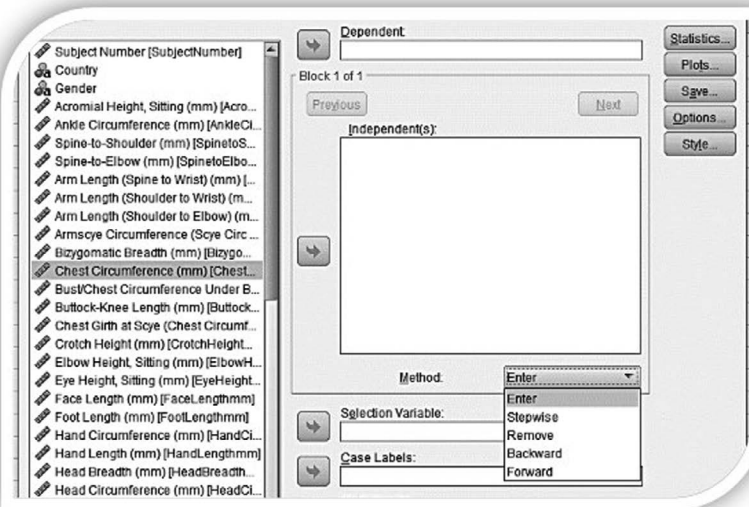 Subject Number [SubjectNumber]
Country
Gender
Acromial Height, Sitting (mm) [Acro...
Ankle Circumference (mm) [AnkleCi...
Spine-to-Shoulder (mm) [SpinetoS...
Spine-to-Elbow (mm) [SpinetoElbo...
Arm Length (Spine to Wrist) (mm) [...
Arm Length (Shoulder to Wrist) (m...
Arm Length (Shoulder to Elbow) (m...
Armscye Circumference (Scye Circ ...
Bizygomatic Breadth (mm) [Bizygo...
Chest Circumference (mm) [Chest...
Bust/Chest Circumference Under B...
Buttock-Knee Length (mm) [Buttock...
Chest Girth at Scye (Chest Circumf...
Crotch Height (mm) [CrotchHeight...
Elbow Height, Sitting (mm) [ElbowH...
Eye Height, Sitting (mm) [EyeHeight...
Face Length (mm) [FaceLengthmm]
Foot Length (mm) [FootLengthmm]
Hand Circumference (mm) [HandCi...
Hand Length (mm) [HandLengthmm]
Head Breadth (mm) [HeadBreadth...
Head Circumference (mm) [HeadCi...
Dependent:
Block 1 of 1
Previous
Next
Independent(s):
Method:
Enter
Enter
Stepwise
Remove
Backward
Forward
Selection Variable:
Case Labels:
Statistics...
Plots...
Save...
Options...
Style...